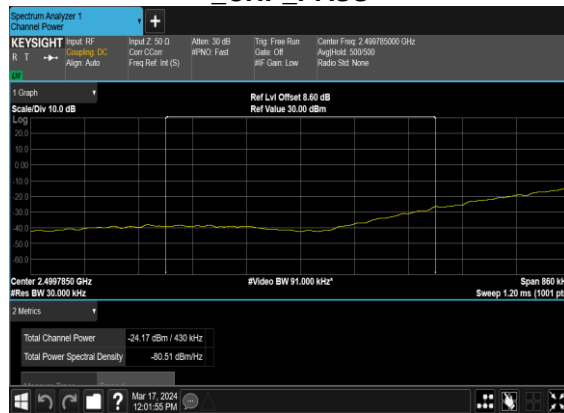 _CHP_PASS
Spectrum Analyzer 1
Channel Power
+
KEYSIGHT
R T
LV
Input: RF
Coupling: DC
Align: Auto
Input Z: 50 Ω
Corr CCorr
Freq Ref: Int (S)
Atten: 30 dB
#PNO: Fast
Trig: Free Run
Gate: Off
#IF Gain: Low
Center Freq: 2.499785000 GHz
Avg|Hold: 500/500
Radio Std: None
1 Graph
Scale/Div 10.0 dB
Ref Lvl Offset 8.60 dB
Ref Value 30.00 dBm
Log
20.0
10.0
0.00
-10.0
-20.0
-30.0
-40.0
-50.0
-60.0
Center 2.4997850 GHz
#Res BW 30.000 kHz
#Video BW 91.000 kHz*
Span 860 kH
Sweep 1.20 ms (1001 pt
2 Metrics
Total Channel Power -24.17 dBm / 430 kHz
Total Power Spectral Density -80.51 dBm/Hz
?
Mar 17, 2024
12:01:55 PM